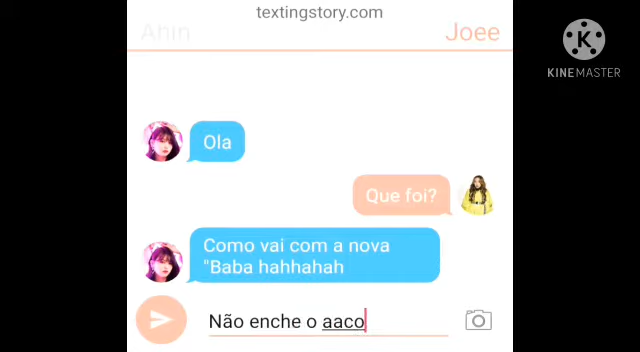 textingstory.com
Ahin
Joee
KINEMASTER
Ola
Que foi?
Como vai com a nova
"Baba hahhahah
Não enche o aaco